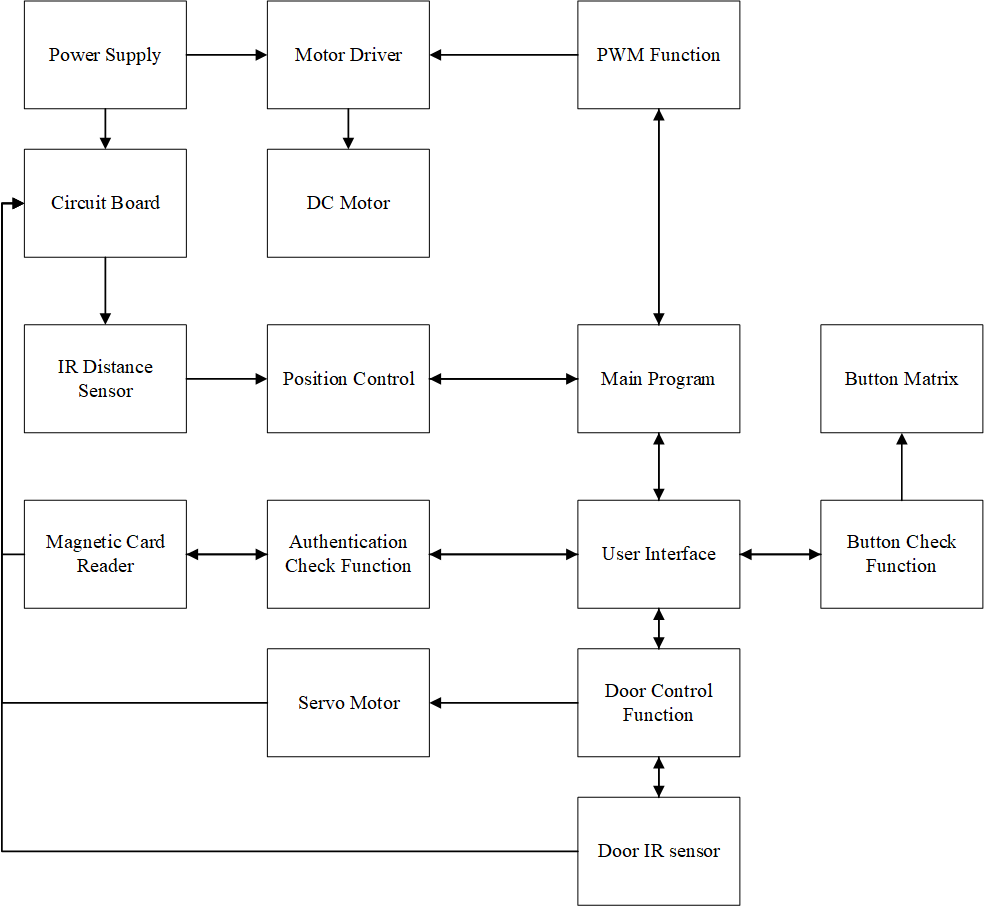 Power Supply
Motor Driver
PWM Function
Circuit Board
DC Motor
IR Distance
Sensor
Position Control
Main Program
Button Matrix
Magnetic Card
Reader
Authentication
Check Function
User Interface
Button Check
Function
Servo Motor
Door Control
Function
Door IR sensor